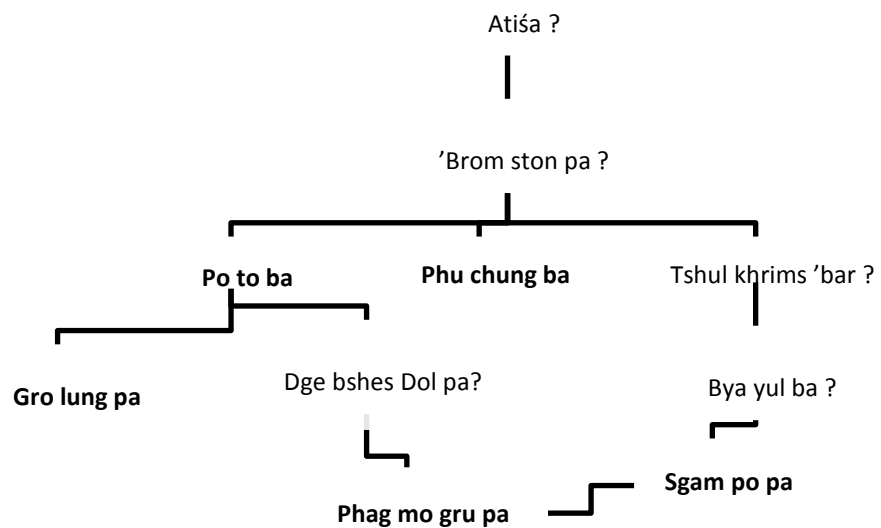 Atiśa ?
’Brom ston pa ?
Po to ba
Phu chung ba
Tshul khrims ’bar ?
Gro lung pa
Dge bshes Dol pa?
Bya yul ba ?
Phag mo gru pa
Sgam po pa